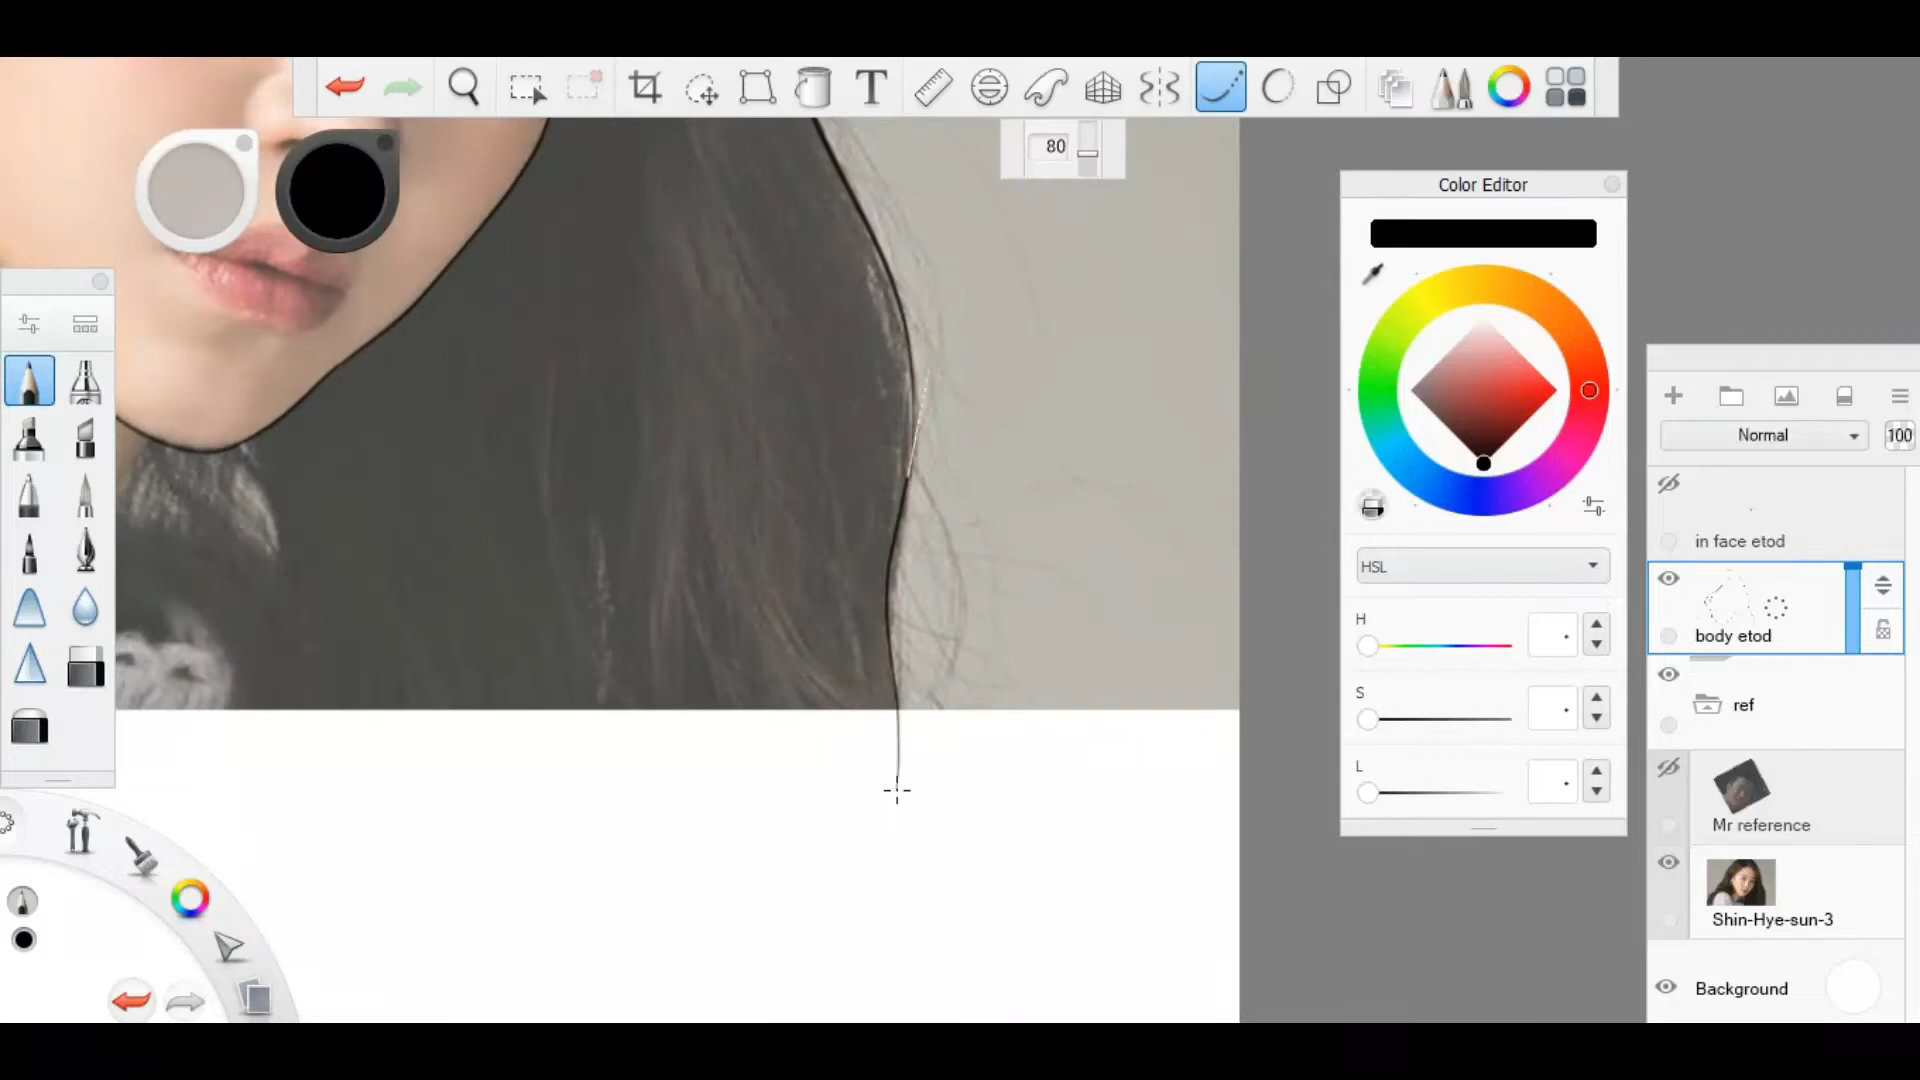 80
Color Editor
HSL
H
S
L
Normal
100
in face etod
body etod
ref
Mr reference
Shin-Hye-sun-3
Background